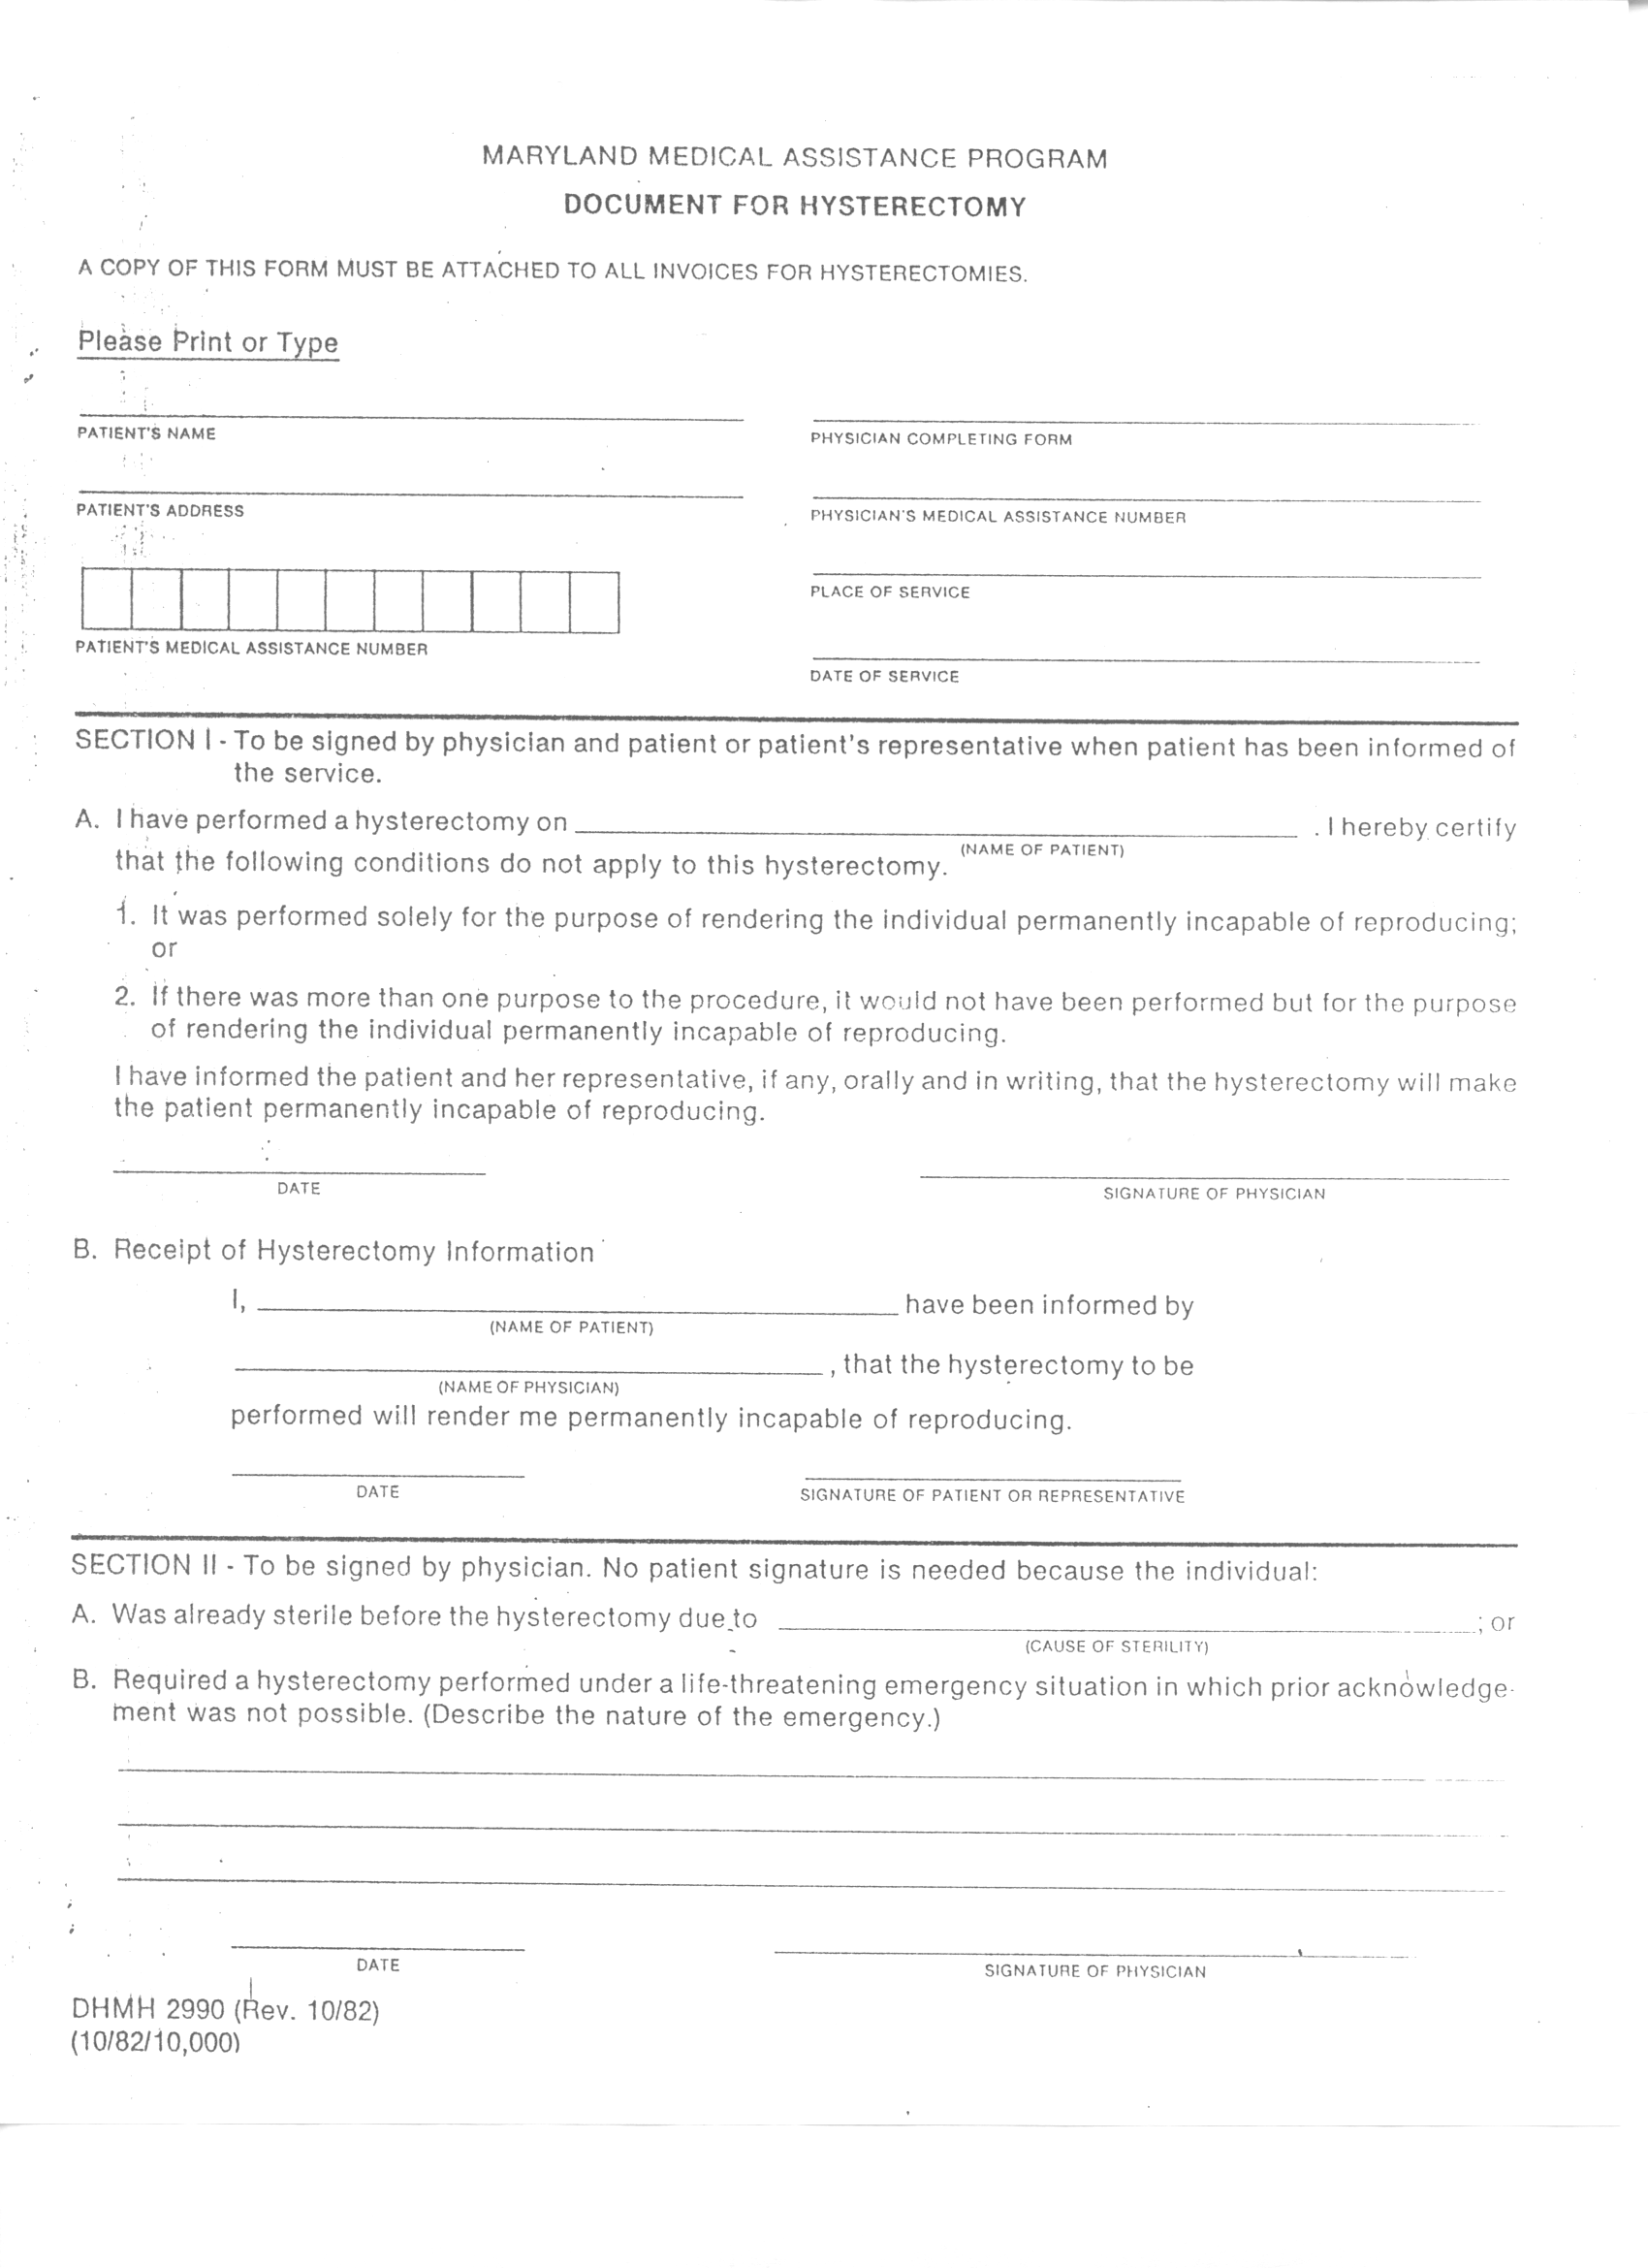 MARYLAND MEDICAL ASSISTANCE PROGRAM
DOCUMENT FOR HYSTERECTOMY
A COPY OF THIS FORM MUST BE ATTACHED TO ALL INVOICES FOR HYSTERECTOMIES.
Please Print or Type
PATIENT'S NAME
PHYSICIAN COMPLETING FORM
PATIENT'S ADDRESS
PHYSICIAN'S MEDICAL ASSISTANCE NUMBER
PLACE OF SERVICE
PATIENT'S MEDICAL ASSISTANCE NUMBER
DATE OF SERVICE
SECTION I - To be signed by physician and patient or patient's representative when patient has been informed of
the service.
A. I have performed a hysterectomy on . I hereby certify
(NAME OF PATIENT)
that the following conditions do not apply to this hysterectomy.
1. It was performed solely for the purpose of rendering the individual permanently incapable of reproducing;
or
2. If there was more than one purpose to the procedure, it would not have been performed but for the purpose
of rendering the individual permanently incapable of reproducing.
I have informed the patient and her representative, if any, orally and in writing, that the hysterectomy will make
the patient permanently incapable of reproducing.
DATE
SIGNATURE OF PHYSICIAN
B. Receipt of Hysterectomy Information
I, have been informed by
(NAME OF PATIENT)
, that the hysterectomy to be
(NAME OF PHYSICIAN)
performed will render me permanently incapable of reproducing.
DATE
SIGNATURE OF PATIENT OR REPRESENTATIVE
SECTION II - To be signed by physician. No patient signature is needed because the individual:
A. Was already sterile before the hysterectomy due to ; or
(CAUSE OF STERILITY)
B. Required a hysterectomy performed under a life-threatening emergency situation in which prior acknowledge-
ment was not possible. (Describe the nature of the emergency.)
DATE
SIGNATURE OF PHYSICIAN
DHMH 2990 (Rev. 10/82)
(10/82/10,000)